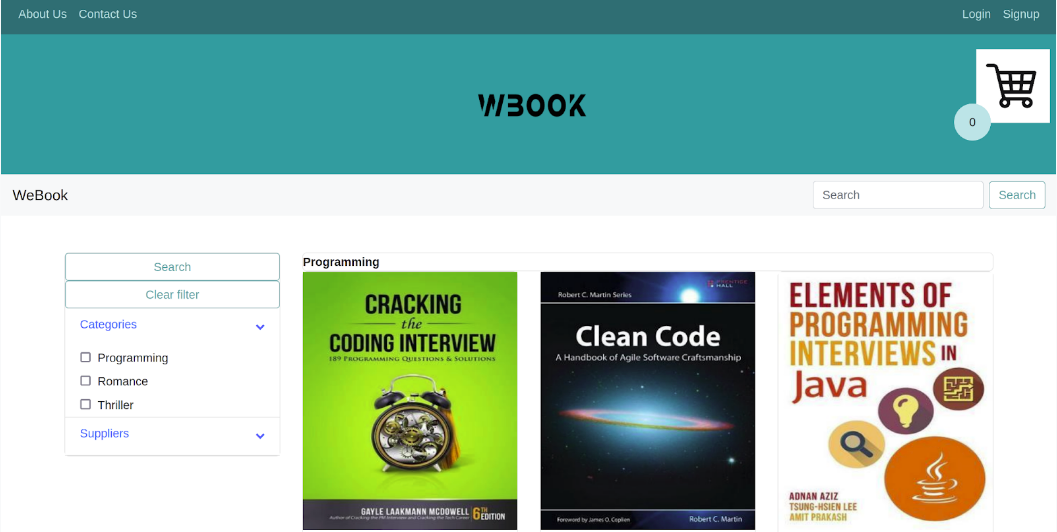 About Us Contact Us Login Signup
WBOOK
0
WeBook Search Search
Search
Clear filter
Categories
Programming
Romance
Thriller
Suppliers
Programming
CRACKING
the
CODING INTERVIEW
189 PROGRAMMING QUESTIONS & SOLUTIONS
GAYLE LAAKMANN MCDOWELL 6TH EDITION
Author of Cracking the PM Interview and Cracking the Tech Career
PRENTICE
HALL
Robert C. Martin Series
Clean Code
A Handbook of Agile Software Craftsmanship
Foreword by James O. Coplien Robert C. Martin
ELEMENTS OF
PROGRAMMING
INTERVIEWS IN
Java
ADNAN AZIZ
TSUNG-HSIEN LEE
AMIT PRAKASH